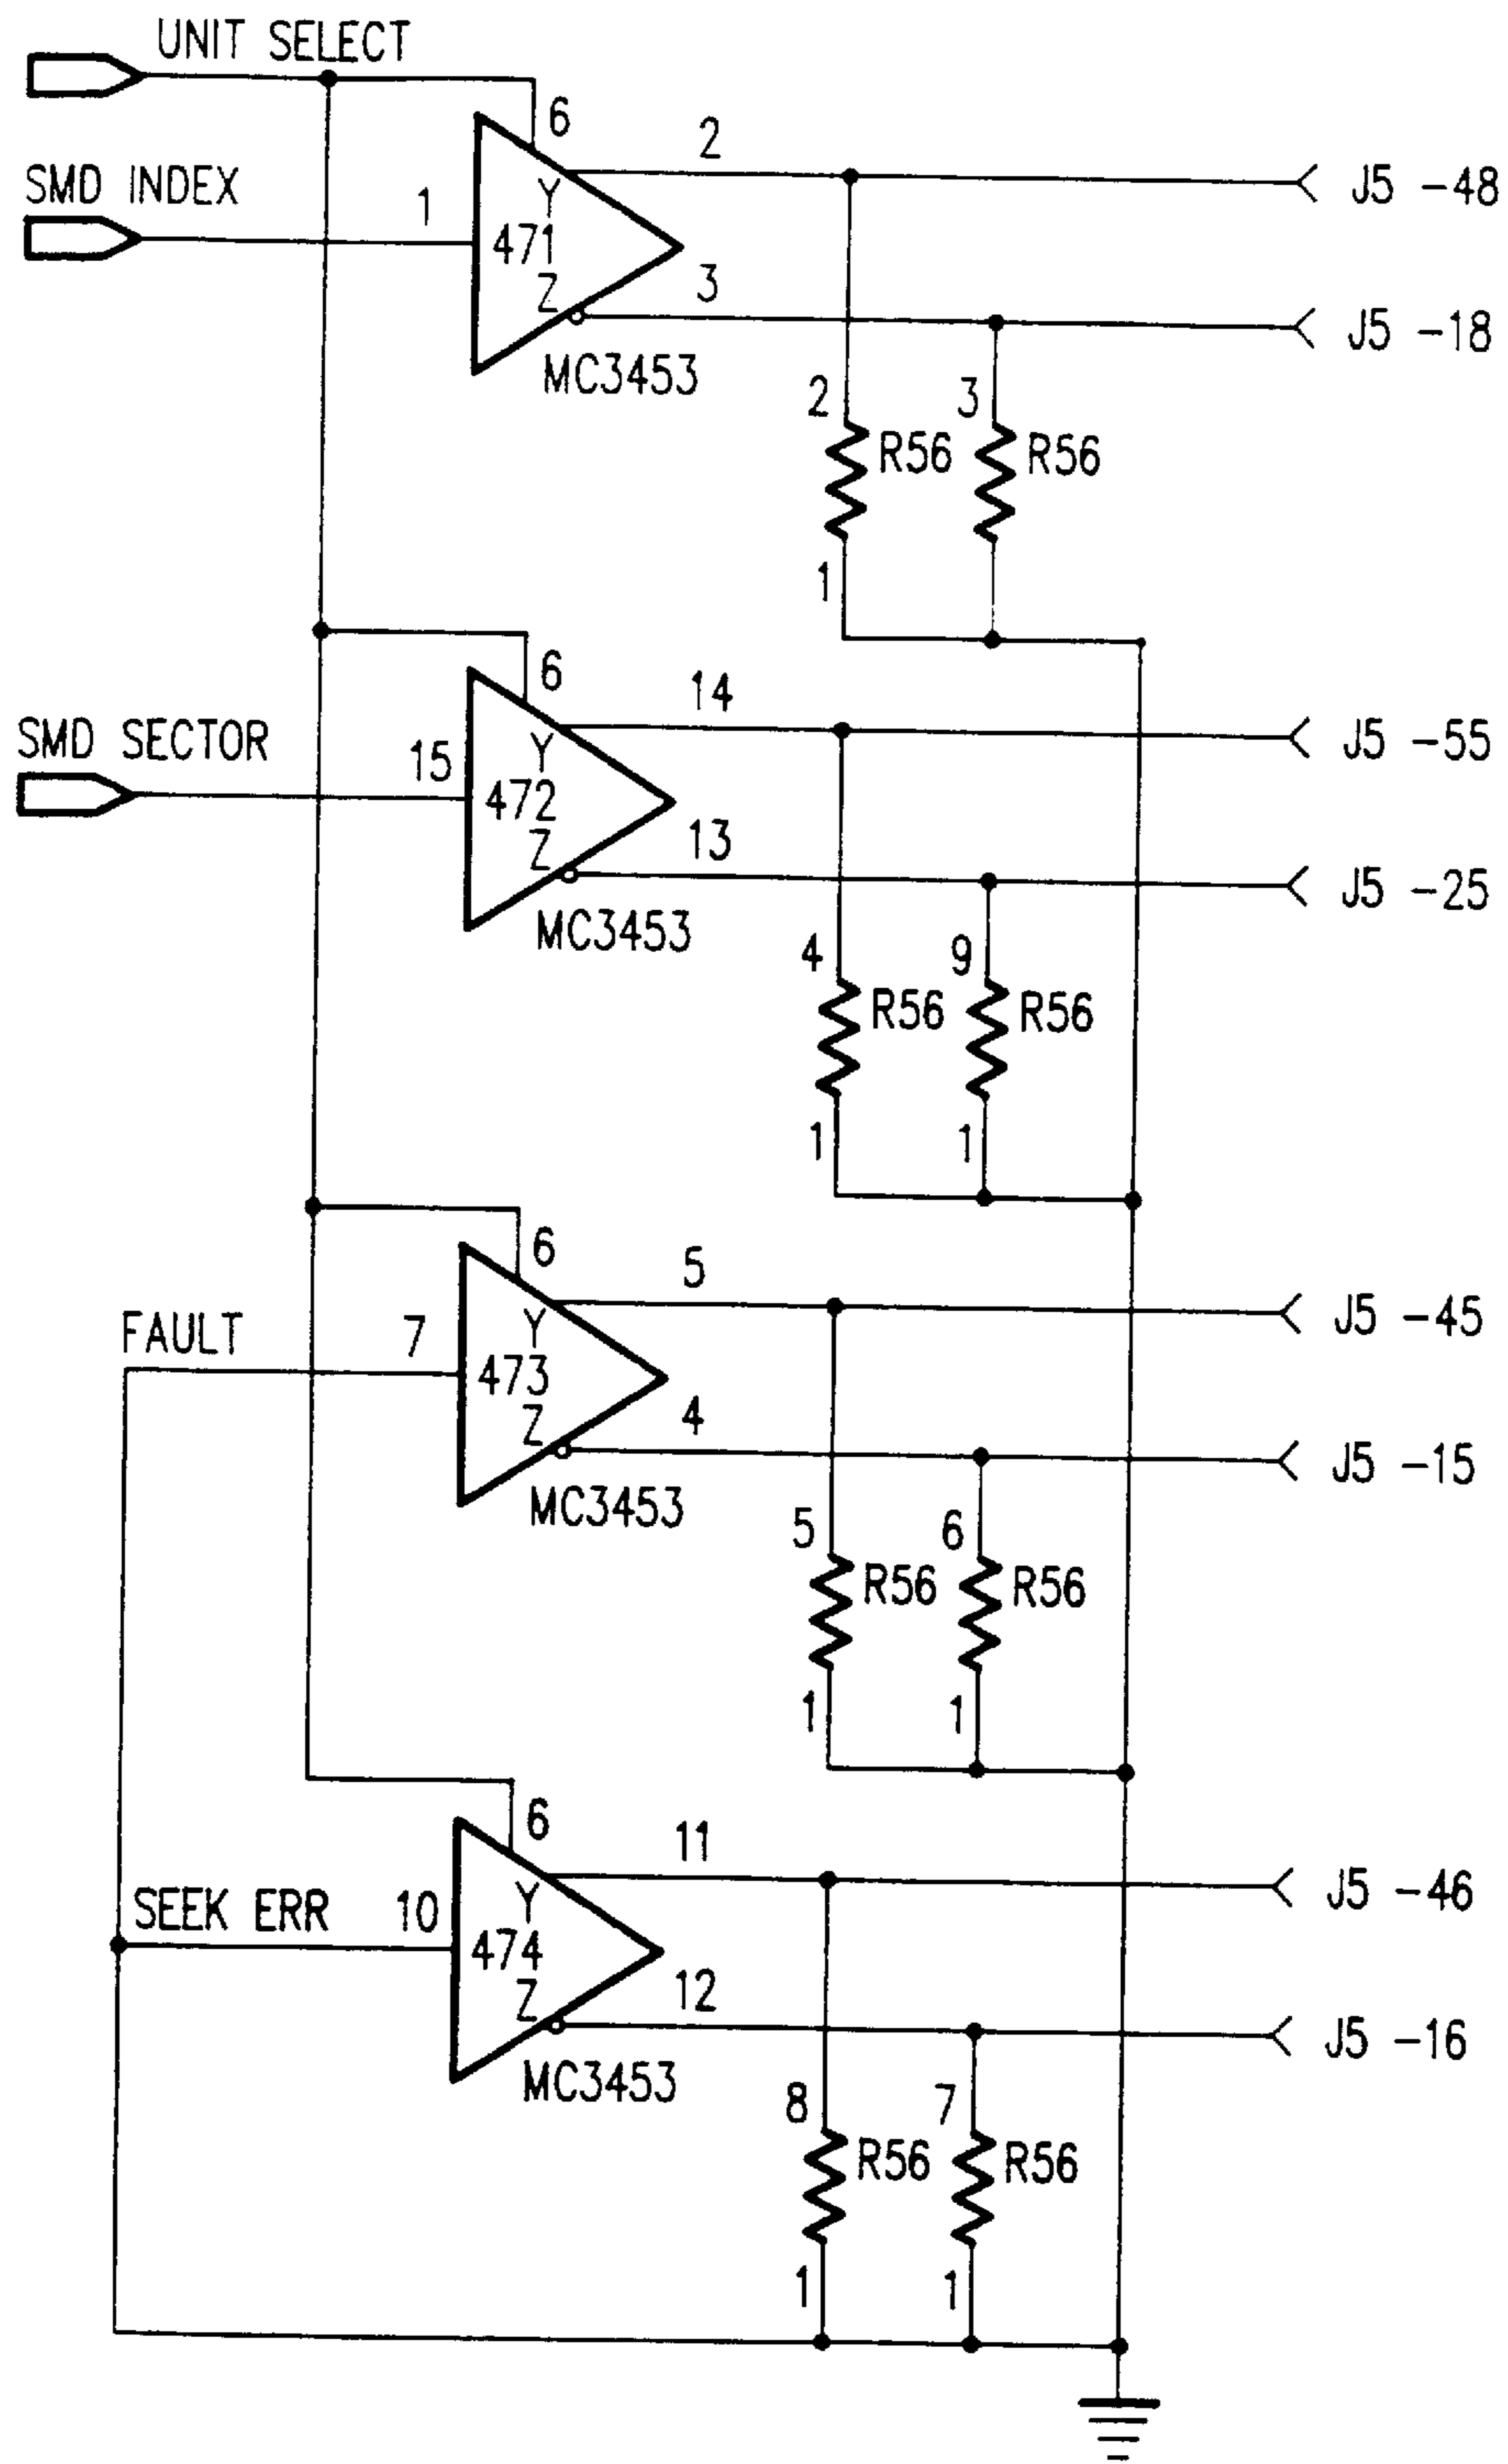 UNIT SELECT
6
2
J5 -48
SMD INDEX
1
Y
471
Z
3
J5 -18
MC3453
2
R56
3
R56
1
6
14
J5 -55
SMD SECTOR
15
Y
472
Z
13
J5 -25
MC3453
4
R56
9
R56
1
1
6
5
J5 -45
FAULT
7
Y
473
Z
4
J5 -15
MC3453
5
R56
6
R56
1
1
6
11
J5 -46
SEEK ERR
10
Y
474
Z
12
J5 -16
MC3453
8
R56
7
R56
1
1